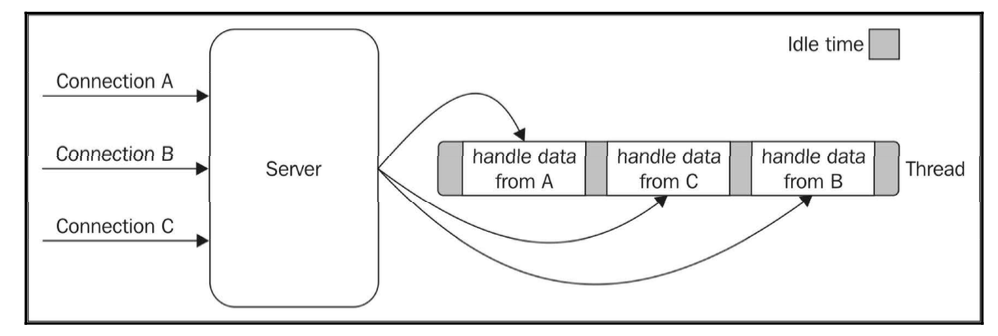 Idle time
Connection A
Connection B
Connection C
Server
handle data
from A
handle data
from C
handle data
from B
Thread